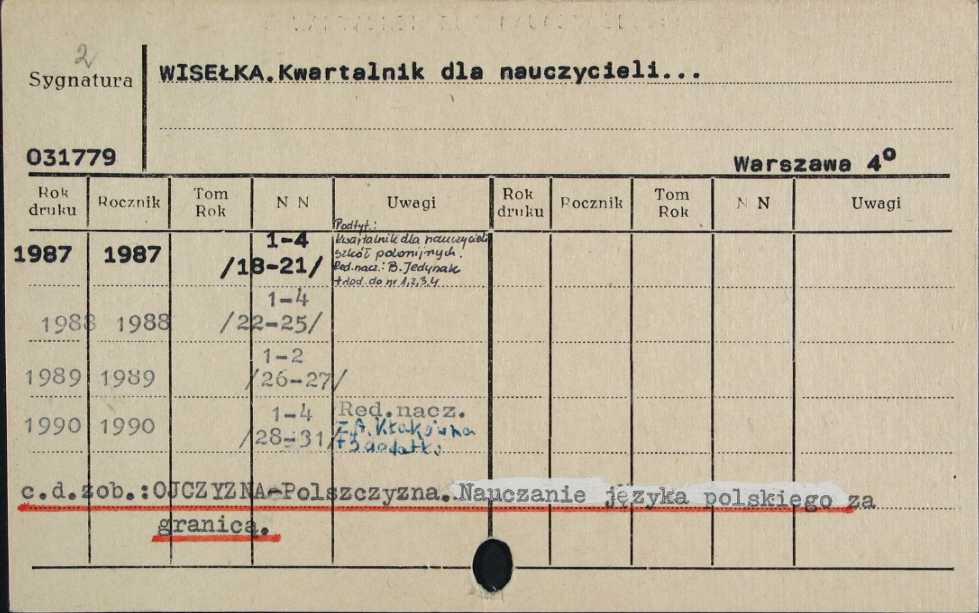 2
Sygnatura
WISEŁKA.Kwartalnik dla nauczycieli...
031779
Warszawa 4o
Rok druku Rocznik Tom Rok N N Uwagi Rok druku Rocznik Tom Rok N N Uwagi
1987 1987 1-4 /18-21/
Podtyt.:
Kwartalnik dla nauczycieli
szkół polonijnych.
Red.nacz.: B. Jedynak
+ dod. do nr 1,2,3,4
1988 1988 1-4 /22-25/
1989 1989 1-2 /26-27/
1990 1990 1-4 /28-31/ Red.nacz.
+ 3 dodatki
c.d.zob.:OJCZYZNA-Polszczyzna. Nauczanie języka polskiego za
granicą.